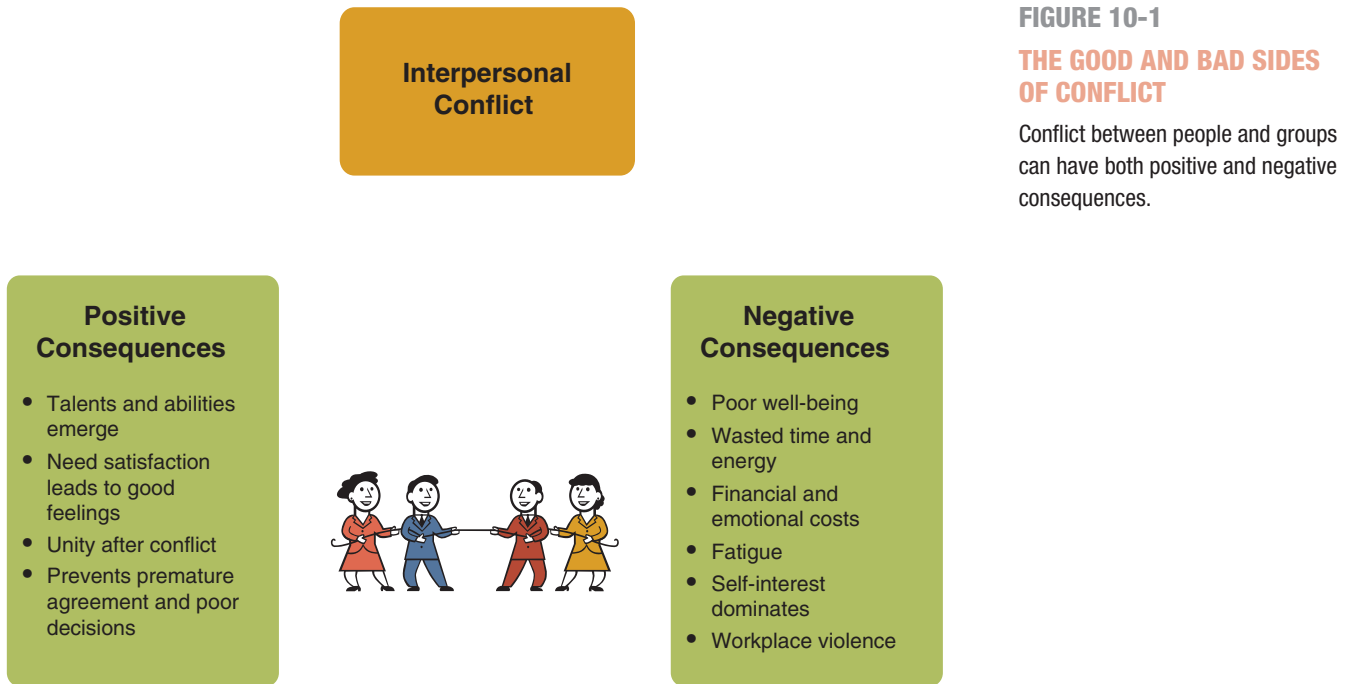 FIGURE 10-1
THE GOOD AND BAD SIDES
OF CONFLICT
Conflict between people and groups
can have both positive and negative
consequences.
Interpersonal
Conflict
Positive
Consequences
• Talents and abilities
emerge
• Need satisfaction
leads to good
feelings
• Unity after conflict
• Prevents premature
agreement and poor
decisions
Negative
Consequences
• Poor well-being
• Wasted time and
energy
• Financial and
emotional costs
• Fatigue
• Self-interest
dominates
• Workplace violence